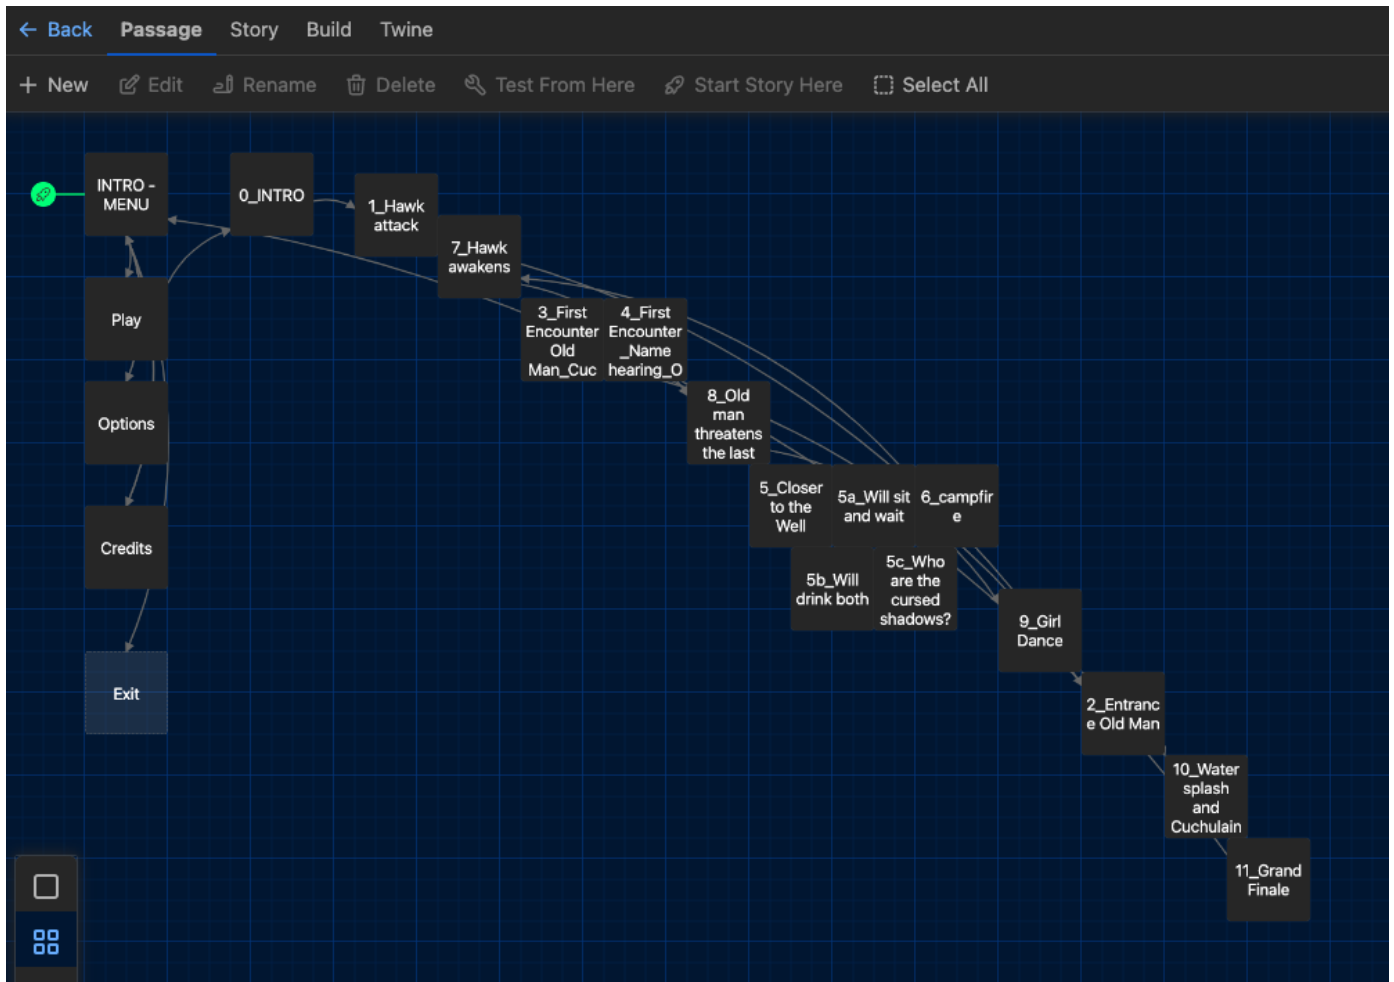 Back Passage Story Build Twine
New Edit Rename Delete Test From Here Start Story Here Select All
INTRO -
MENU
0_INTRO
1_Hawk
attack
7_Hawk
awakens
Play
3_First
Encounter
Old
Man_Cuc
4_First
Encounter
_Name
hearing_O
Options
8_Old
man
threatens
the last
5_Closer
to the
Well
5a_Will sit
and wait
6_campfir
e
Credits
5b_Will
drink both
5c_Who
are the
cursed
shadows?
9_Girl
Dance
Exit
2_Entranc
e Old Man
10_Water
splash
and
Cuchulain
11_Grand
Finale